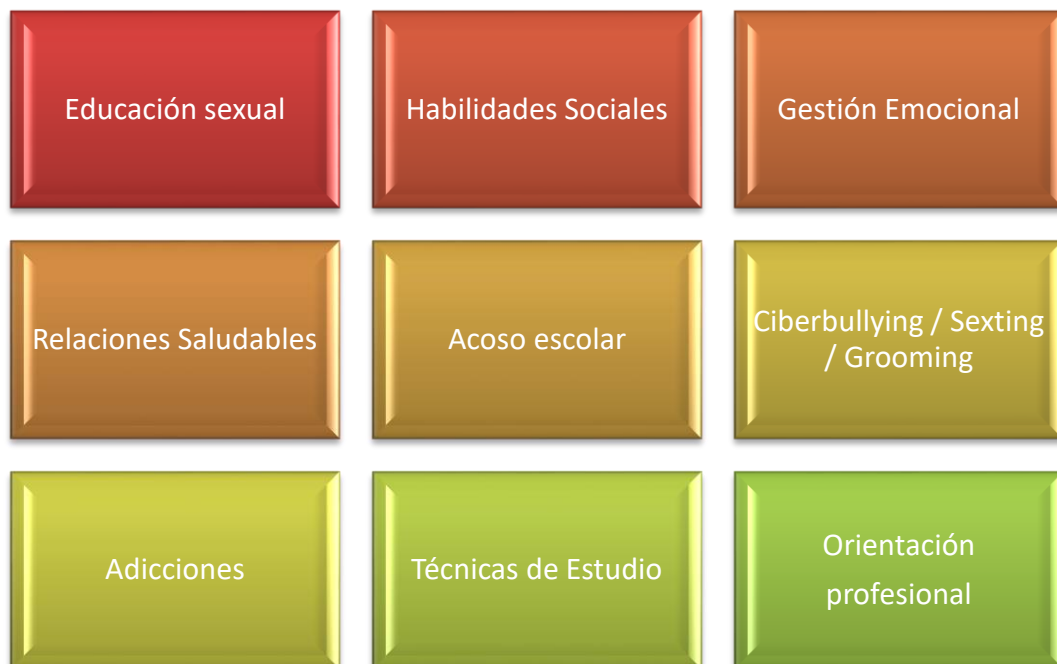 Educación sexual
Habilidades Sociales
Gestión Emocional
Relaciones Saludables
Acoso escolar
Ciberbullying / Sexting
/ Grooming
Adicciones
Técnicas de Estudio
Orientación
profesional